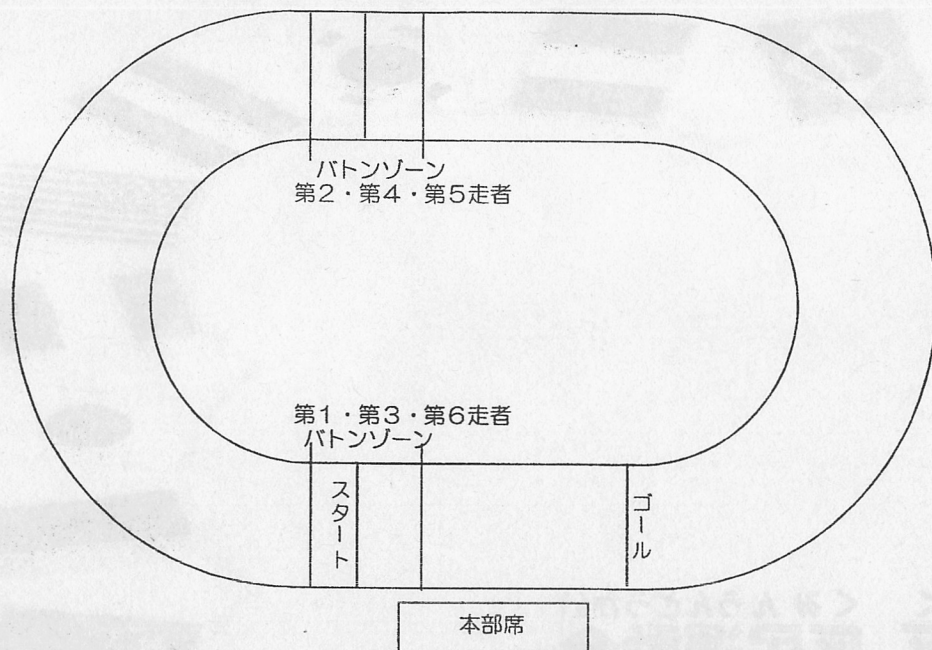 バトンゾーン
第2・第4・第5走者
第1・第3・第6走者
バトンゾーン
スタート
ゴール
本部席